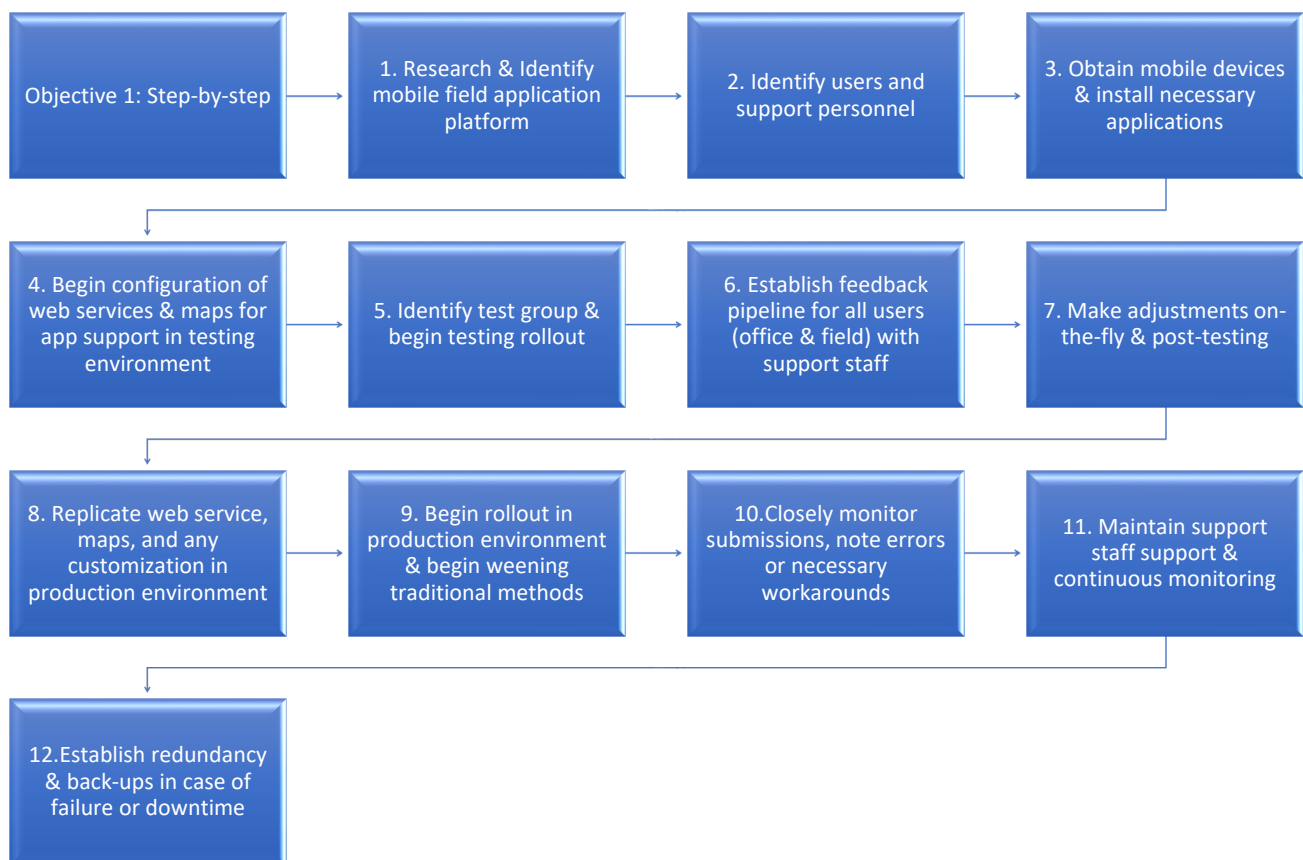 Objective 1: Step-by-step
1. Research & Identify
mobile field application
platform
2. Identify users and
support personnel
3. Obtain mobile devices
& install necessary
applications
4. Begin configuration of
web services & maps for
app support in testing
environment
5. Identify test group &
begin testing rollout
6. Establish feedback
pipeline for all users
(office & field) with
support staff
7. Make adjustments on-
the-fly & post-testing
8. Replicate web service,
maps, and any
customization in
production environment
9. Begin rollout in
production environment
& begin weening
traditional methods
10.Closely monitor
submissions, note errors
or necessary
workarounds
11. Maintain support
staff support &
continuous monitoring
12.Establish redundancy
& back-ups in case of
failure or downtime